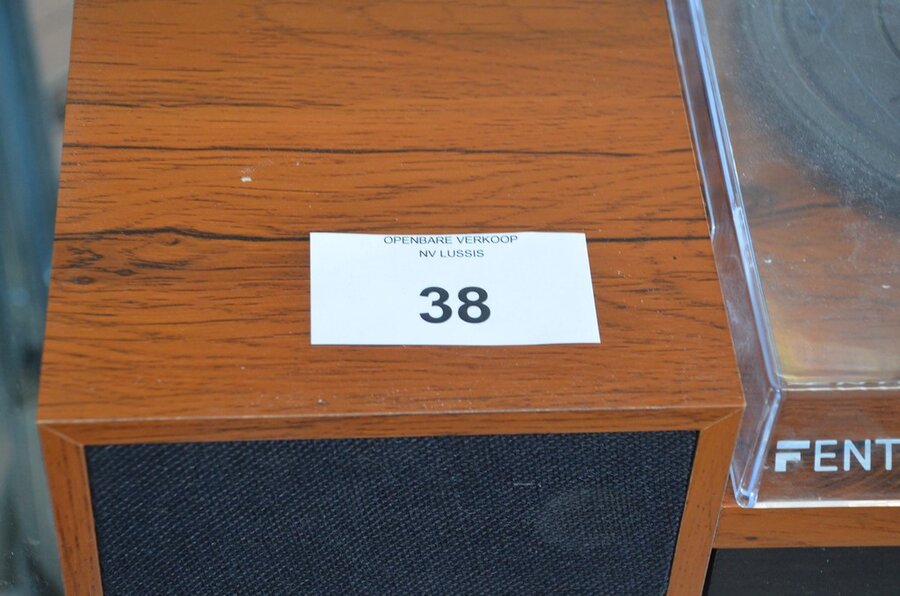 OPENBARE VERKOOP
NV LUSSIS
38
FENT